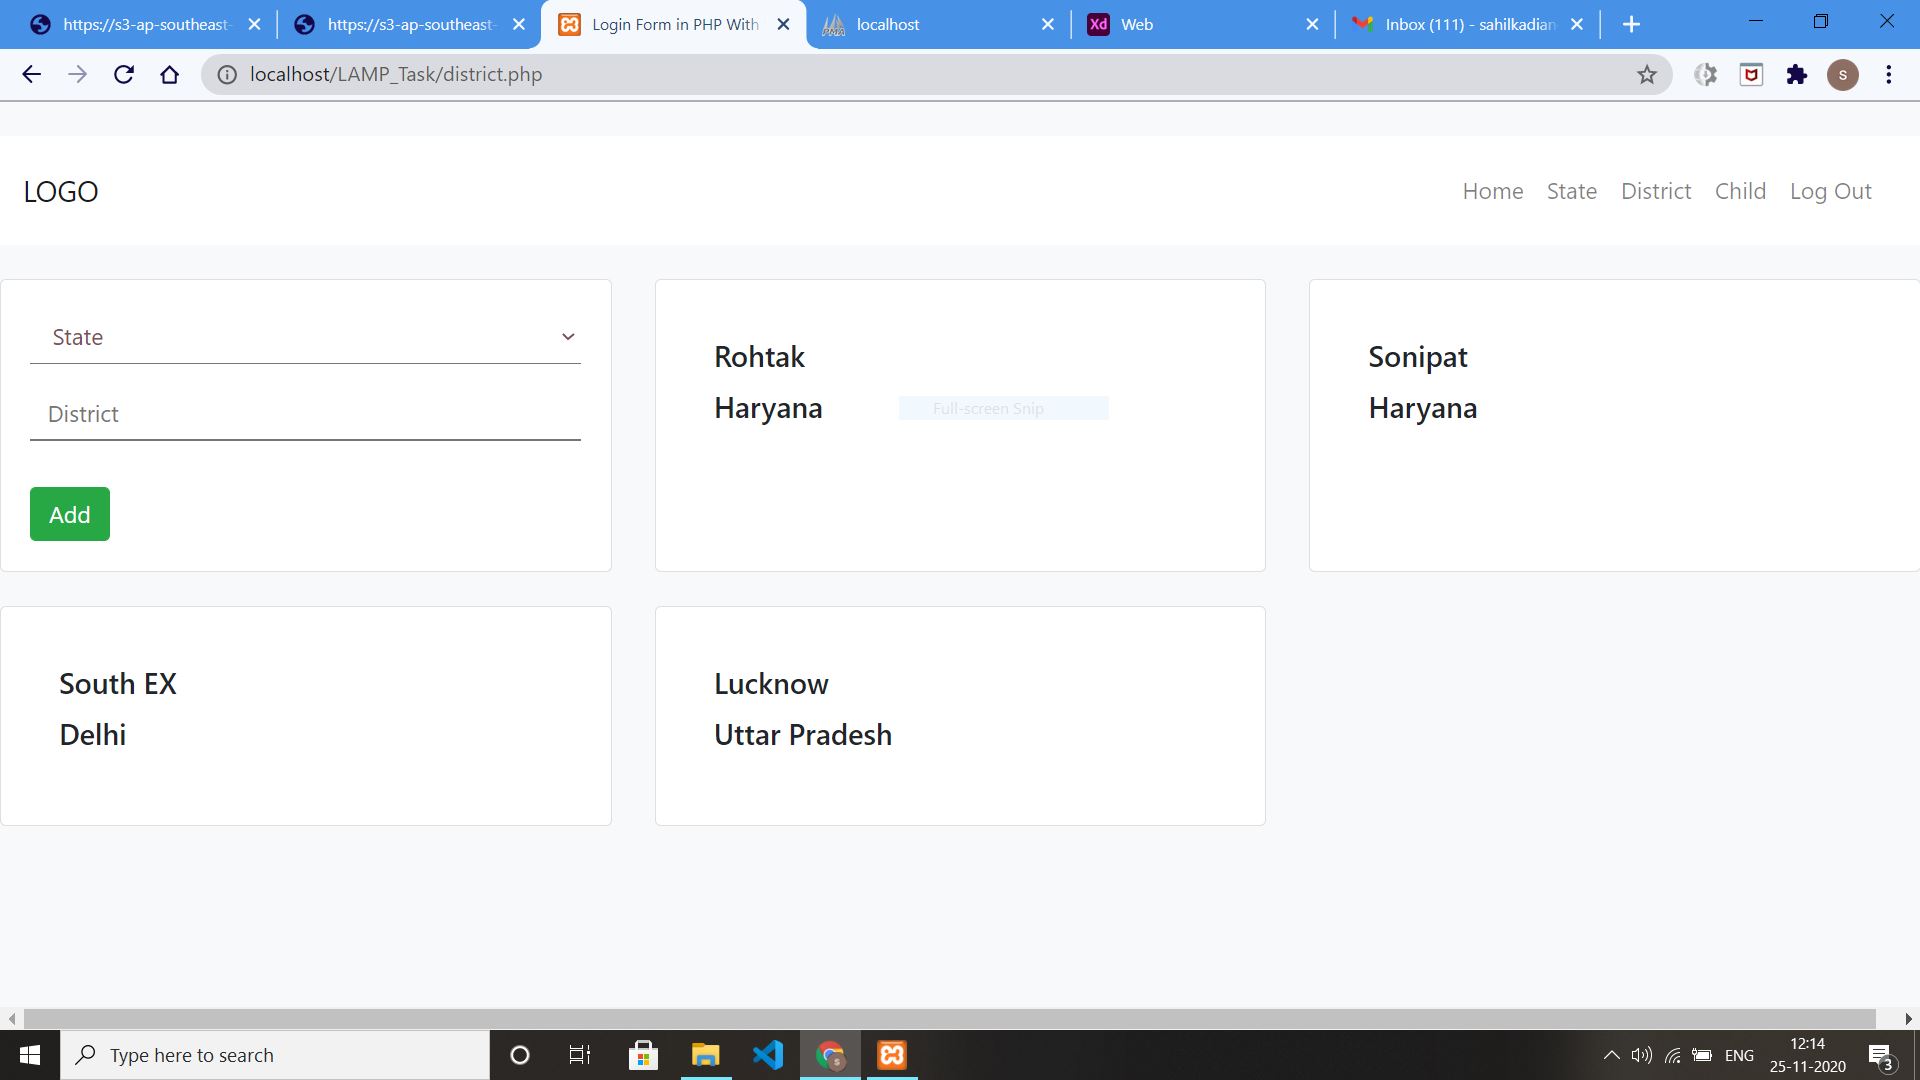 https://s3-ap-southeast-
https://s3-ap-southeast-
Login Form in PHP With
localhost
Xd
Web
Inbox (111) - sahilkadian
localhost/LAMP_Task/district.php
S
LOGO
Home
State
District
Child
Log Out
State
District
Add
Rohtak
Haryana
Full-screen Snip
Sonipat
Haryana
South EX
Delhi
Lucknow
Uttar Pradesh
Type here to search
ENG
12:14
25-11-2020
3